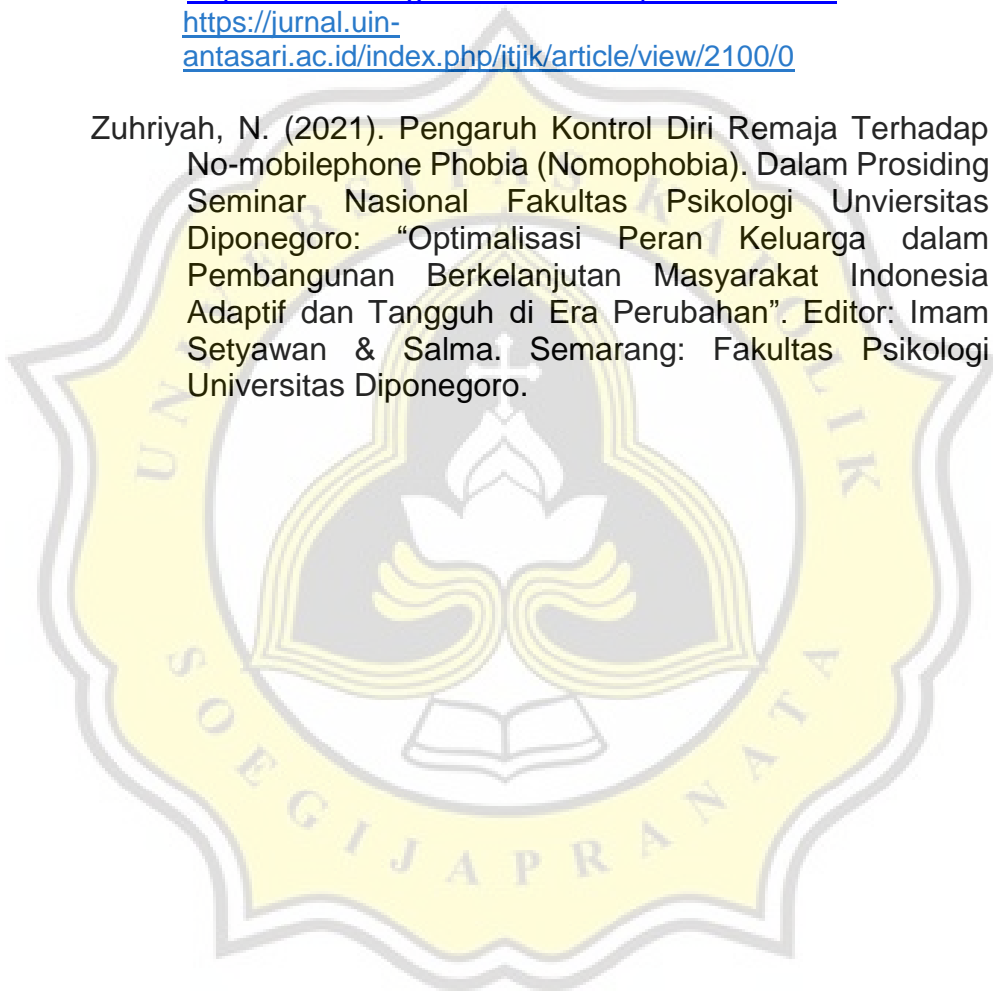 https://jurnal.uin-
antasari.ac.id/index.php/jtjik/article/view/2100/0
Zuhriyah, N. (2021). Pengaruh Kontrol Diri Remaja Terhadap
No-mobilephone Phobia (Nomophobia). Dalam Prosiding
Seminar Nasional Fakultas Psikologi Unviersitas
Diponegoro: “Optimalisasi Peran Keluarga dalam
Pembangunan Berkelanjutan Masyarakat Indonesia
Adaptif dan Tangguh di Era Perubahan”. Editor: Imam
Setyawan & Salma. Semarang: Fakultas Psikologi
Universitas Diponegoro.
UNIVERSITAS KATOLIK
SOEGIJAPRANATA